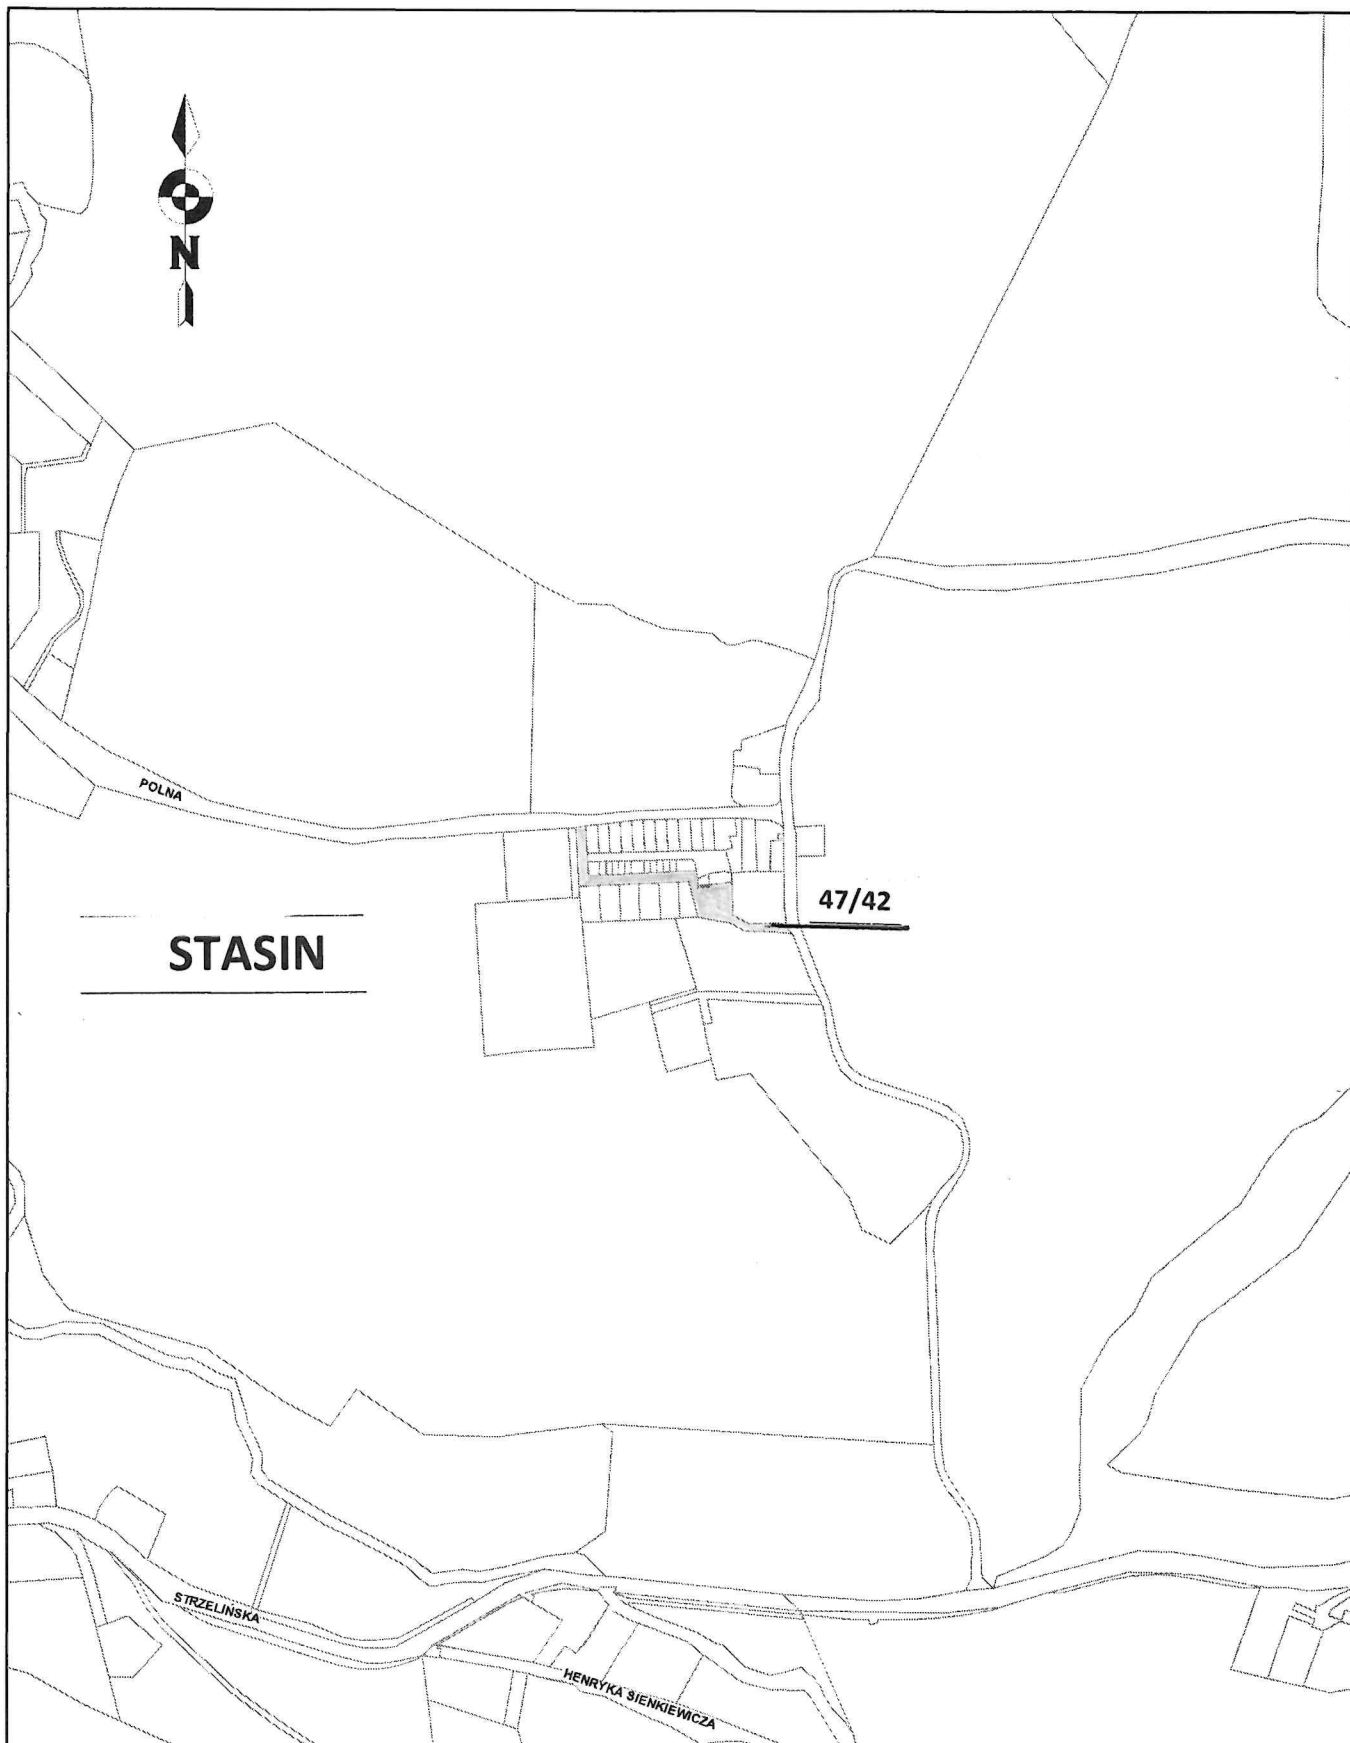 N
POLNA
47/42
STASIN
STRZELIŃSKA
HENRYKA SIENKIEWICZA